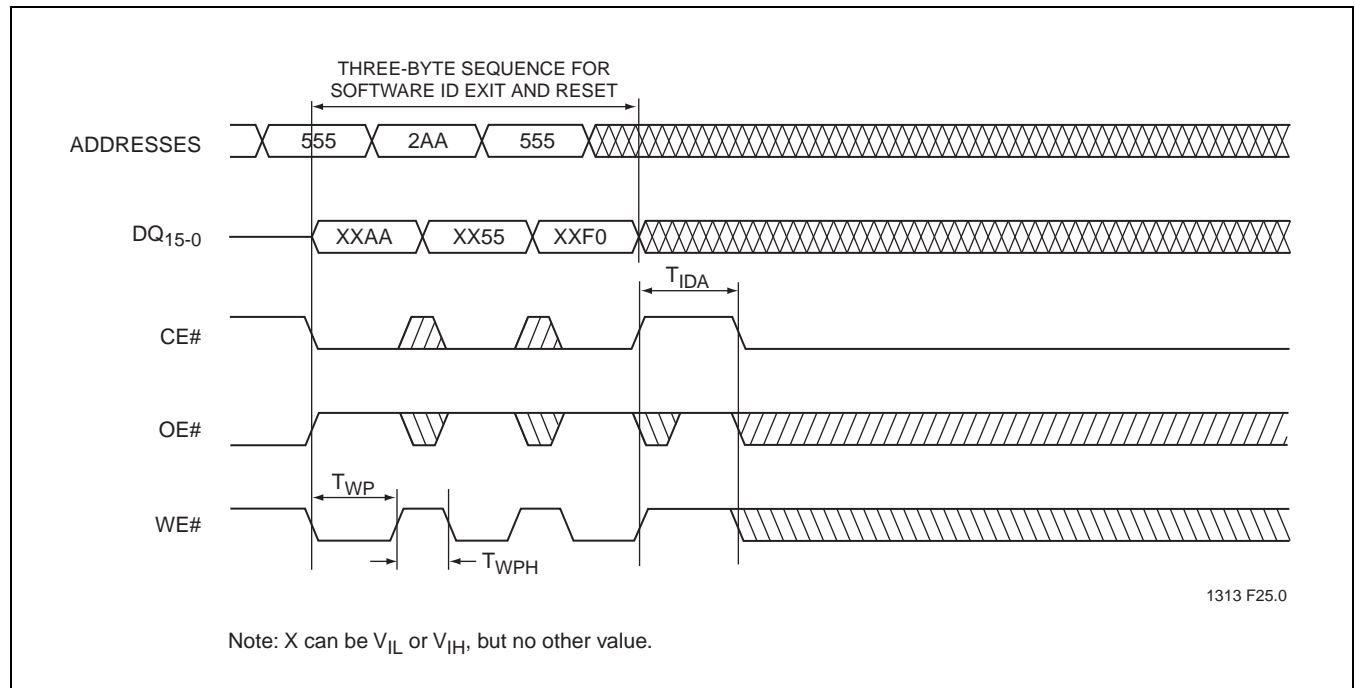 THREE-BYTE SEQUENCE FOR
SOFTWARE ID EXIT AND RESET
ADDRESSES 555 2AA 555
DQ15-0 XXAA XX55 XXF0
TIDA
CE#
OE#
TWP
WE#
TWPH
1313 F25.0
Note: X can be VIL or VIH, but no other value.